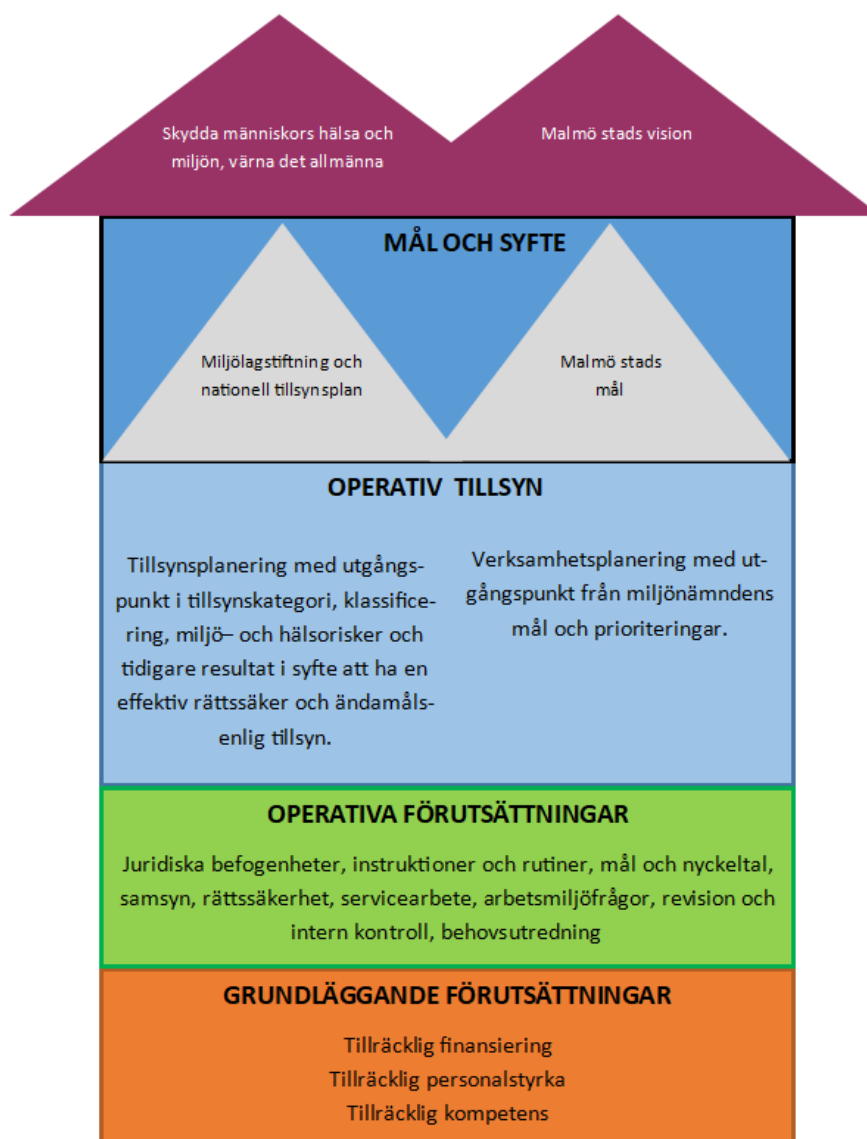 Skydda människors hälsa och
miljön, värna det allmänna
Malmö stads vision
MÅL OCH SYFTE
Miljölagstiftning och
nationell tillsynsplan
Malmö stads
mål
OPERATIV TILLSYN
Tillsynsplanering med utgångs-
punkt i tillsynskategori, klassifice-
ring, miljö– och hälsorisker och
tidigare resultat i syfte att ha en
effektiv rättssäker och ändamåls-
enlig tillsyn.
Verksamhetsplanering med ut-
gångspunkt från miljönämndens
mål och prioriteringar.
OPERATIVA FÖRUTSÄTTNINGAR
Juridiska befogenheter, instruktioner och rutiner, mål och nyckeltal,
samsyn, rättssäkerhet, servicearbete, arbetsmiljöfrågor, revision och
intern kontroll, behovsutredning
GRUNDLÄGGANDE FÖRUTSÄTTNINGAR
Tillräcklig finansiering
Tillräcklig personalstyrka
Tillräcklig kompetens